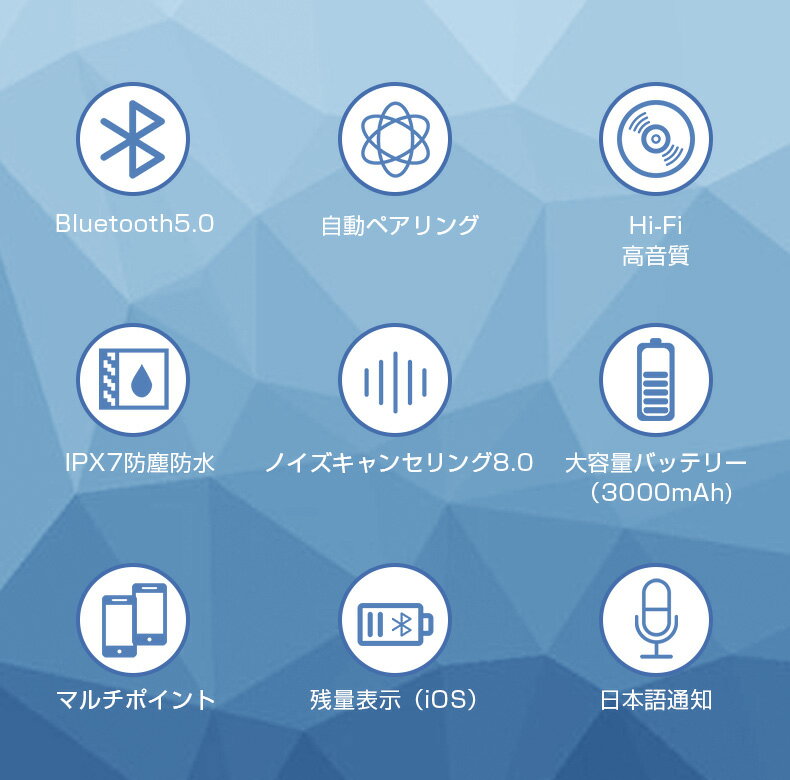 Bluetooth5.0
自動ペアリング
Hi-Fi
高音質
IPX7防塵防水
ノイズキャンセリング8.0
大容量バッテリー
（3000mAh）
マルチポイント
残量表示（iOS）
日本語通知